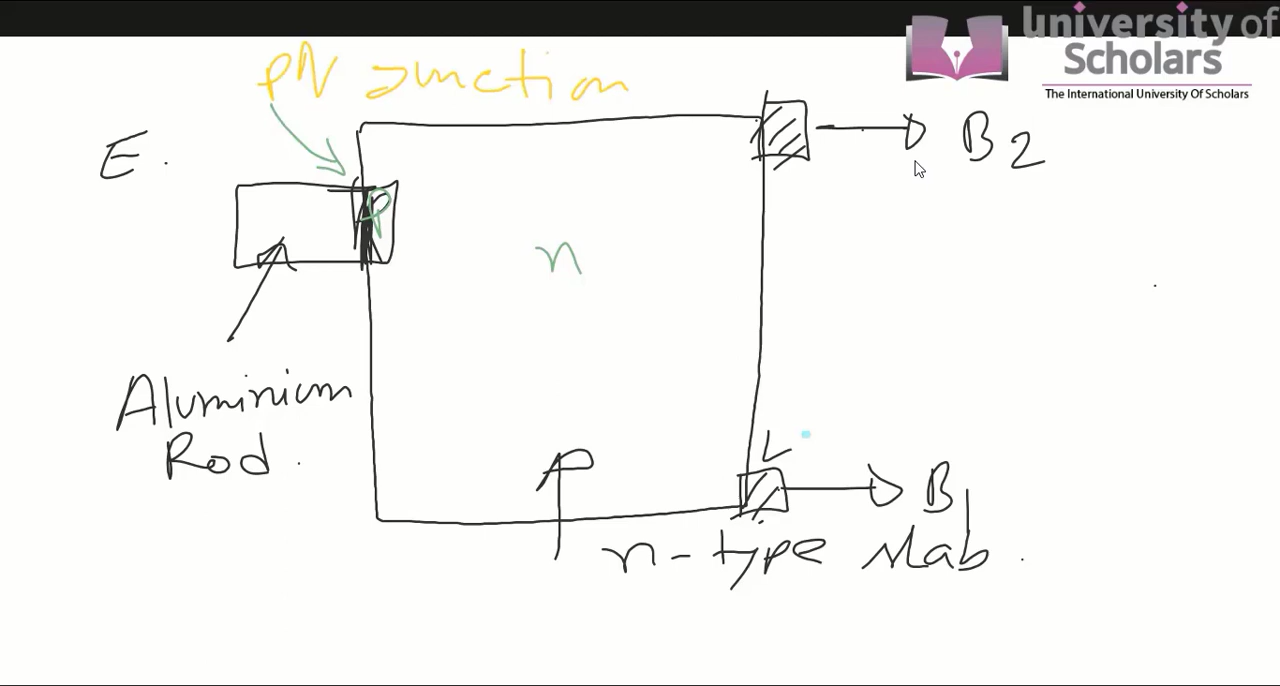 university of
Scholars
The International University Of Scholars
PN Junction
E.
B2
P
n
Aluminium
Rod.
B1
n-type slab.